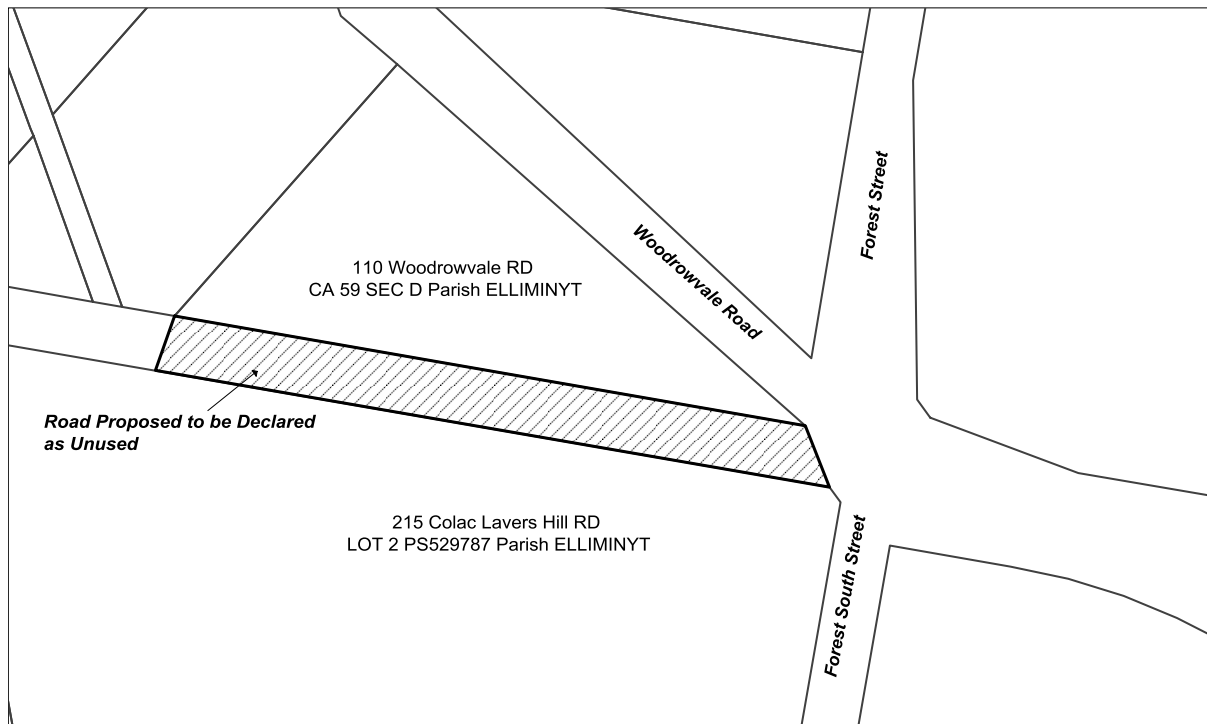 Forest Street
Woodrowvale Road
110 Woodrowvale RD
CA 59 SEC D Parish ELLIMINYT
Road Proposed to be Declared
as Unused
215 Colac Lavers Hill RD
LOT 2 PS529787 Parish ELLIMINYT
Forest South Street